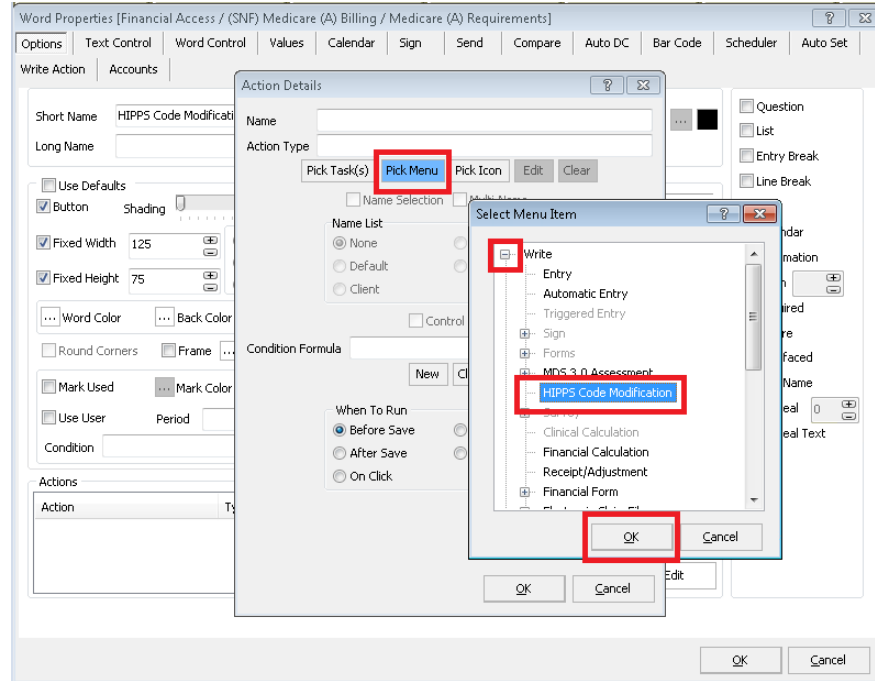 Word Properties [Financial Access / (SNF) Medicare (A) Billing / Medicare (A) Requirements]
Options Text Control Word Control Values Calendar Sign Send Compare Auto DC Bar Code Scheduler Auto Set
Write Action Accounts
Short Name HIPPS Code Modificati
Long Name
Use Defaults
Button Shading
Fixed Width 125
Fixed Height 75
... Word Color ... Back Color
Round Corners Frame ...
Mark Used ... Mark Color
Use User Period
Condition
Actions
Action Ty
Action Details
Name
Action Type
Pick Task(s) Pick Menu Pick Icon Edit Clear
Name Selection
Name List
None
Default
Client
Control
Condition Formula
New Cl
When To Run
Before Save
After Save
On Click
OK Cancel
Select Menu Item
Write
Entry
Automatic Entry
Triggered Entry
Sign
Forms
MDS 3.0 Assessment
HIPPS Code Modification
Survey
Clinical Calculation
Financial Calculation
Receipt/Adjustment
Financial Form
OK Cancel
...
Question
List
Entry Break
Line Break
ndar
mation
ired
re
faced
Name
eal 0
eal Text
Edit
OK Cancel